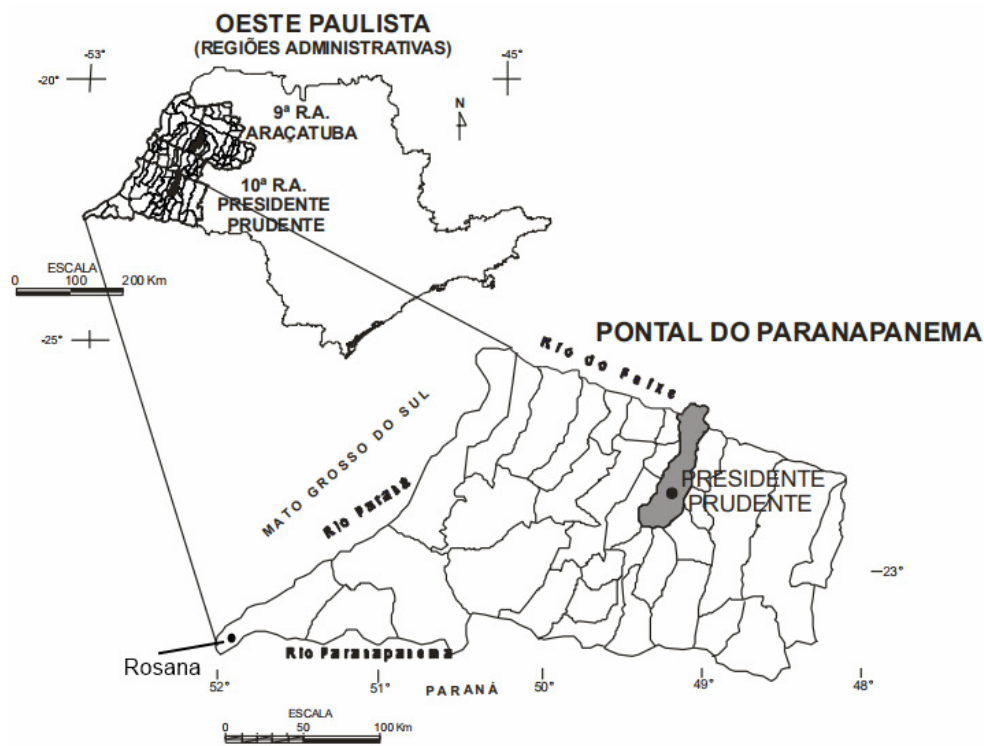 OESTE PAULISTA
(REGIÕES ADMINISTRATIVAS)
-53°
-45°
-20°
N
9ª R.A.
ARAÇATUBA
10ª R.A.
PRESIDENTE
PRUDENTE
ESCALA
0 100 200 Km
-25°
PONTAL DO PARANAPANEMA
Rio do Peixe
MATO GROSSO DO SUL
Rio Paraná
PRESIDENTE
PRUDENTE
-23°
Rosana
Rio Paranapanema
52° 51° 50° 49° 48°
PARANÁ
ESCALA
0 50 100 Km